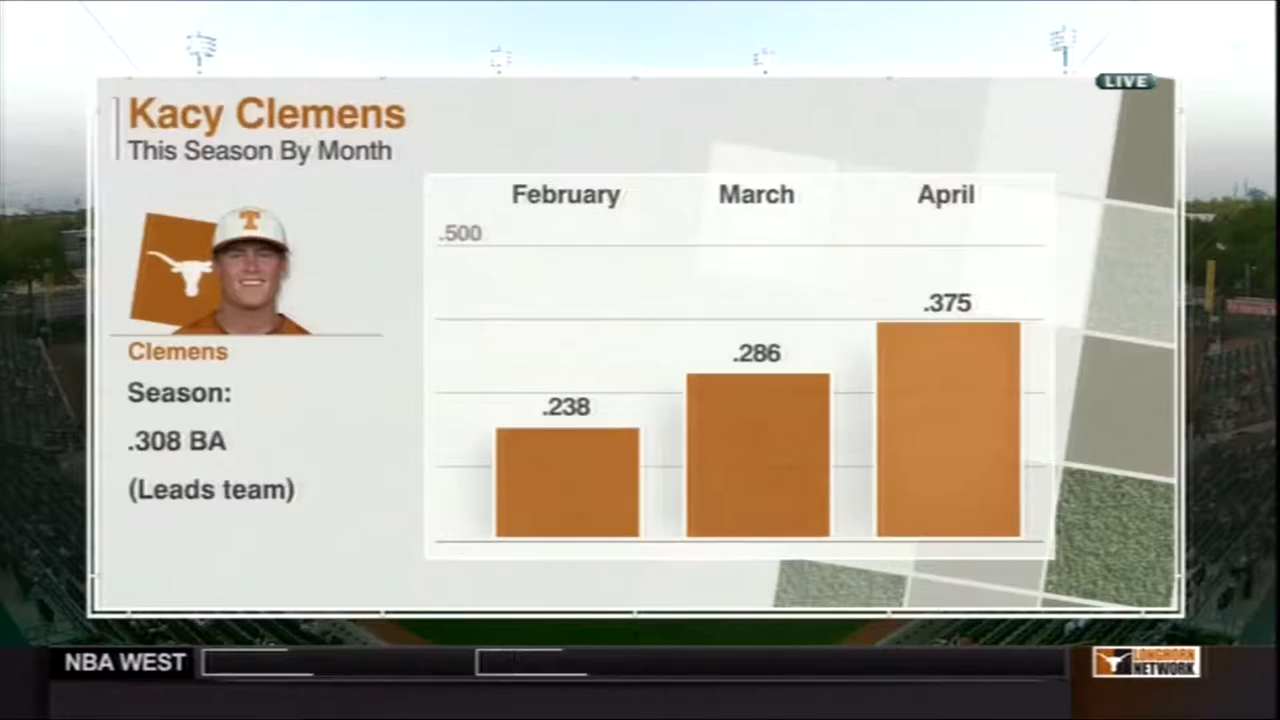 LIVE
Kacy Clemens
This Season By Month
February March April
.500
.375
.286
.238
T
Clemens
Season:
.308 BA
(Leads team)
NBA WEST
LONGHORN
NETWORK